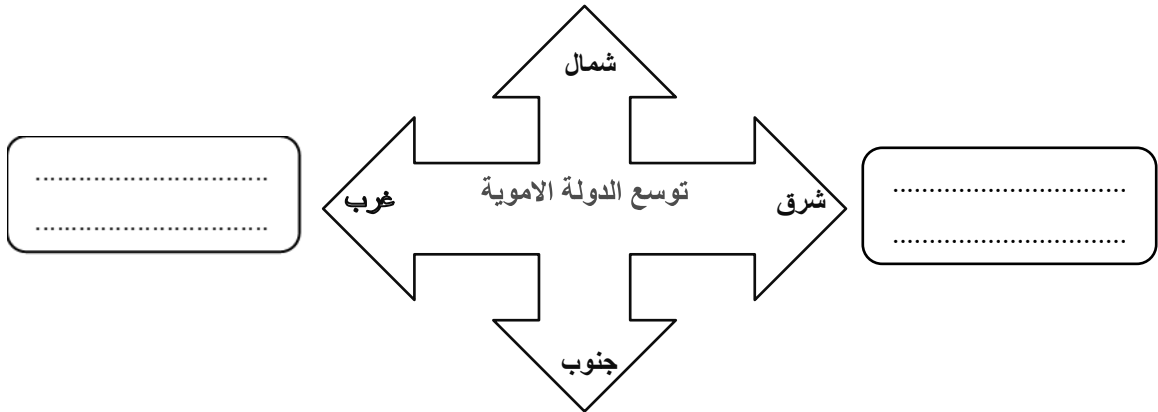 شمال
شرق
توسع الدولة الاموية
غرب
جنوب